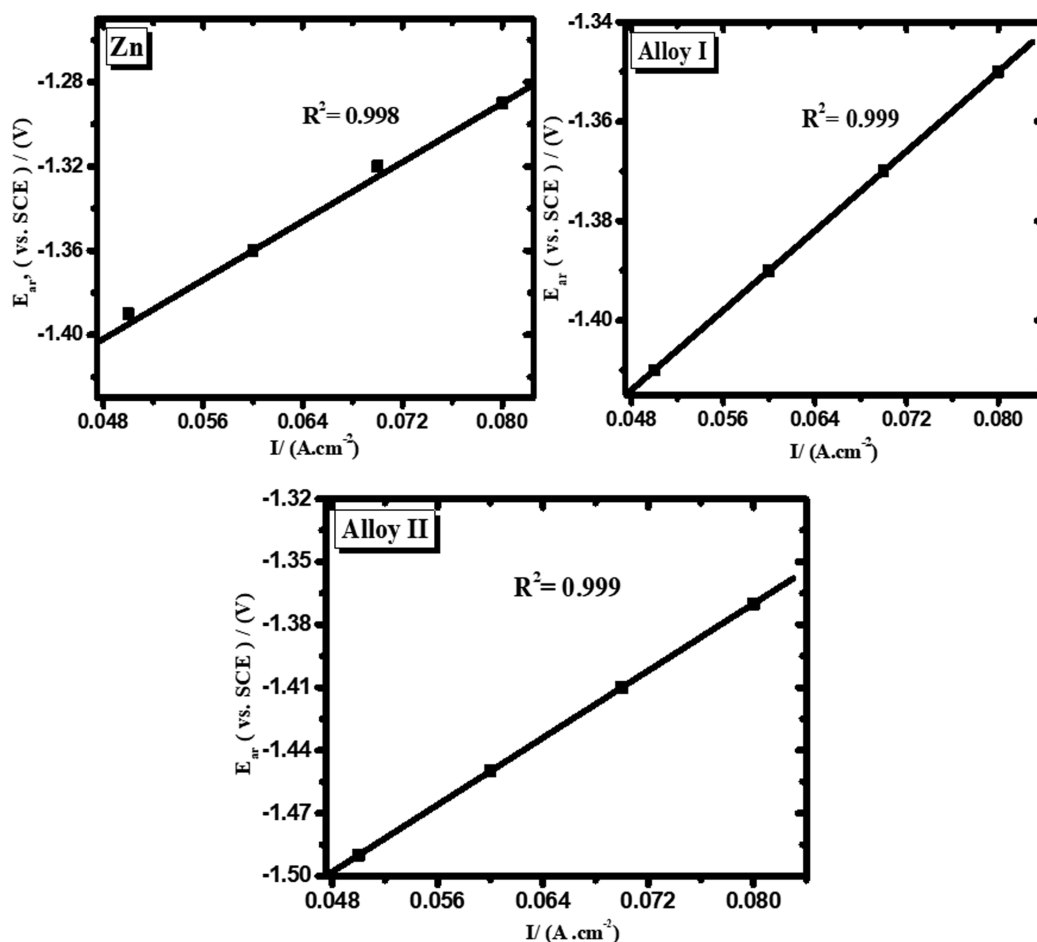 Zn
R²= 0.998
-1.28
-1.32
-1.36
-1.40
E_ar, ( vs. SCE ) / (V)
0.048 0.056 0.064 0.072 0.080
I/ (A.cm⁻²)
Alloy I
R²= 0.999
-1.34
-1.36
-1.38
-1.40
E_ar ( vs. SCE ) / (V)
0.048 0.056 0.064 0.072 0.080
I/ (A.cm⁻²)
Alloy II
R²= 0.999
-1.32
-1.35
-1.38
-1.41
-1.44
-1.47
-1.50
E_ar ( vs. SCE ) / (V)
0.048 0.056 0.064 0.072 0.080
I/ (A .cm⁻²)